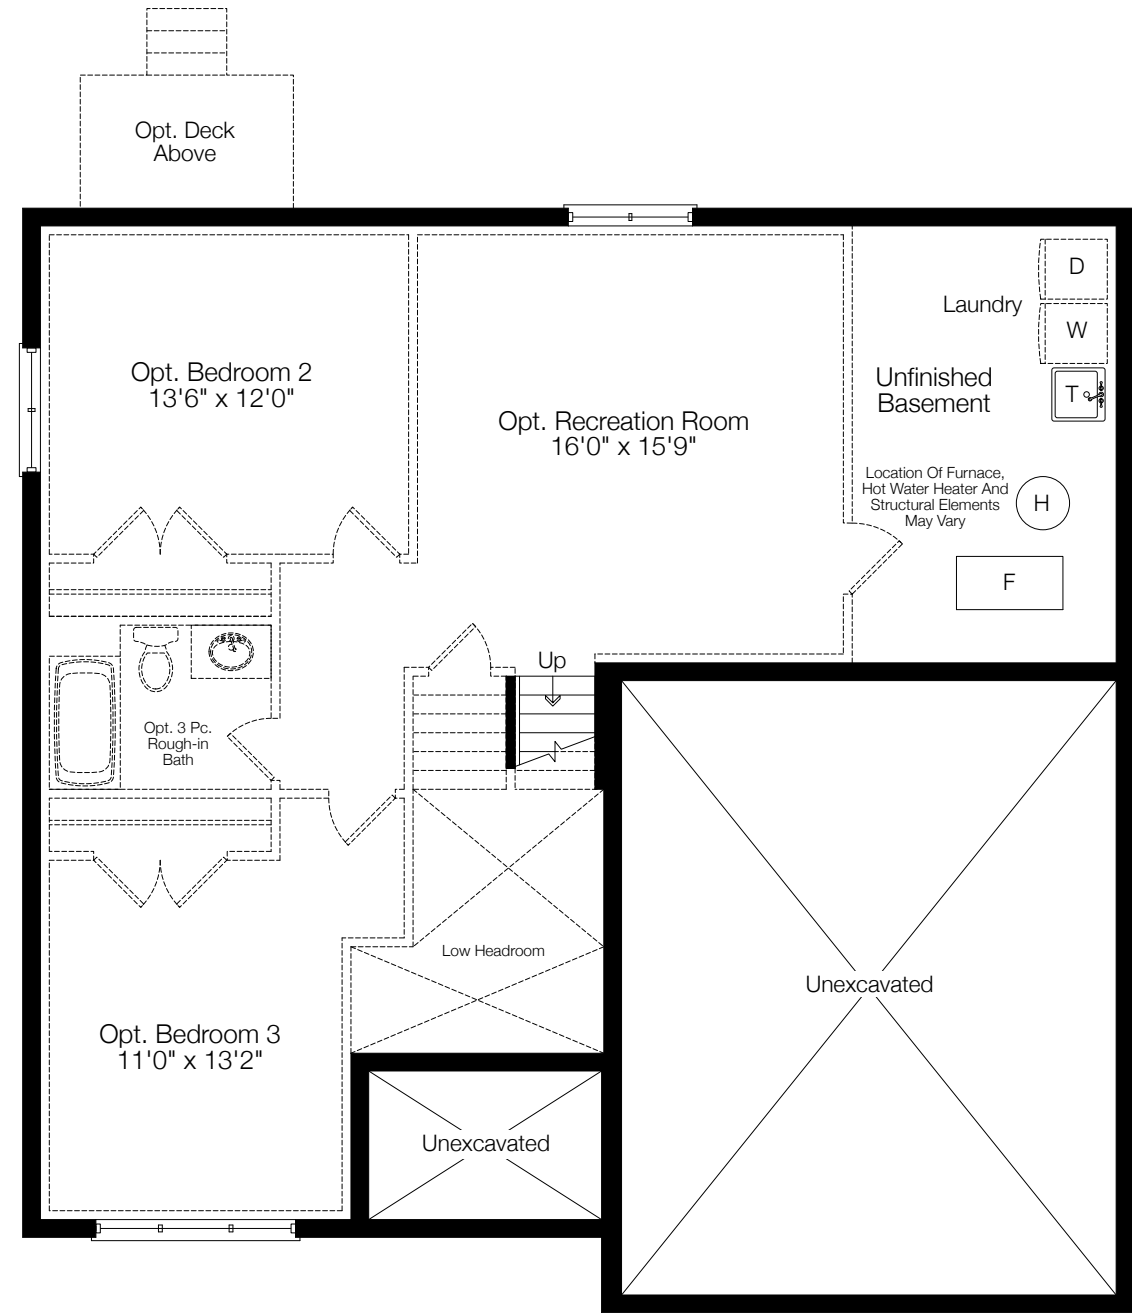 Opt. Deck
Above
Opt. Bedroom 2
13'6" x 12'0"
Opt. Recreation Room
16'0" x 15'9"
D
Laundry
W
Unfinished
Basement
T
Location Of Furnace,
Hot Water Heater And
Structural Elements
May Vary
H
F
Up
Opt. 3 Pc.
Rough-in
Bath
Low Headroom
Unexcavated
Opt. Bedroom 3
11'0" x 13'2"
Unexcavated